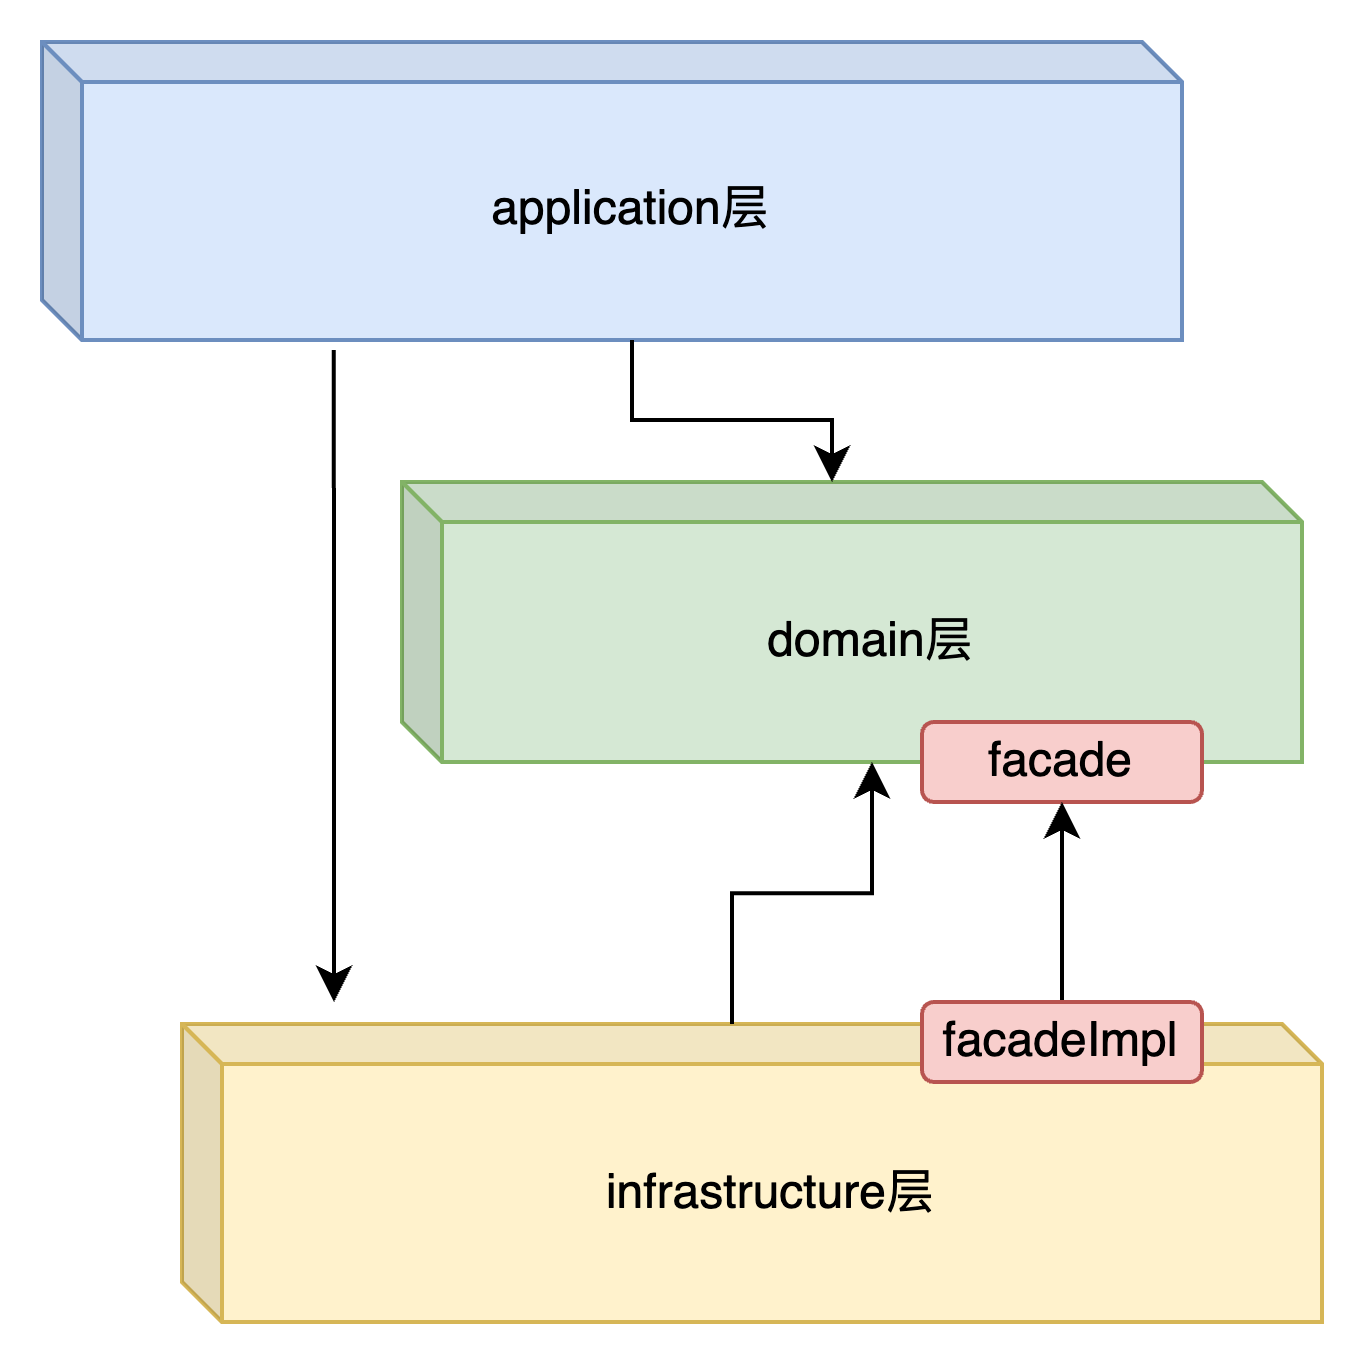 application层
domain层
facade
facadeImpl
infrastructure层